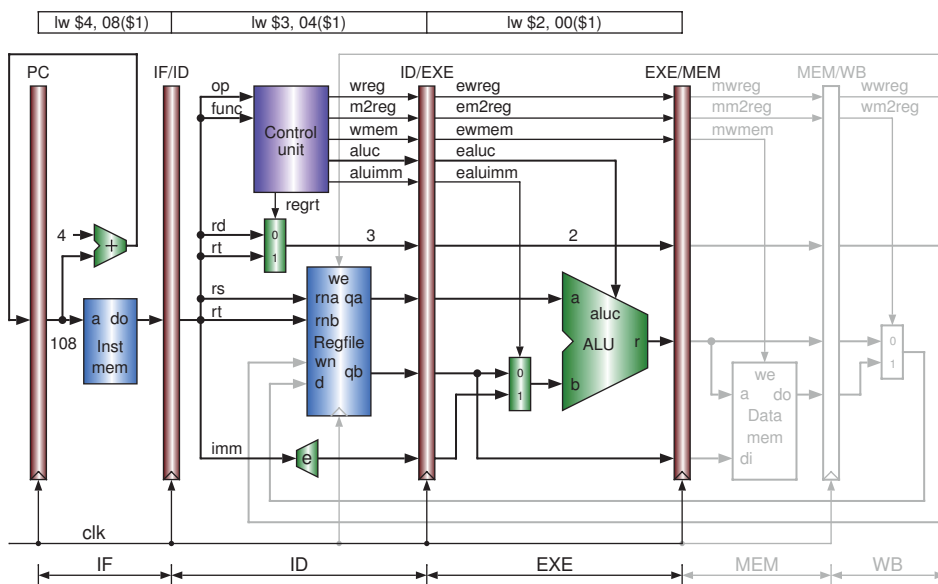 lw $4, 08($1) lw $3, 04($1) lw $2, 00($1)
PC IF/ID ID/EXE EXE/MEM MEM/WB
op wreg ewreg mwreg wwreg
func m2reg em2reg mm2reg wm2reg
Control unit
wmem ewmem mwmem
aluc ealuc
aluimm ealuimm
regrt
4 +
rd 0 3 2
rt 1
we
rs rna qa a aluc
rt rnb
108
a do
Inst
mem
Regfile
wn qb
d
ALU r
b
0
1
0
1
we
a do
Data
mem
di
imm e
clk
IF ID EXE MEM WB